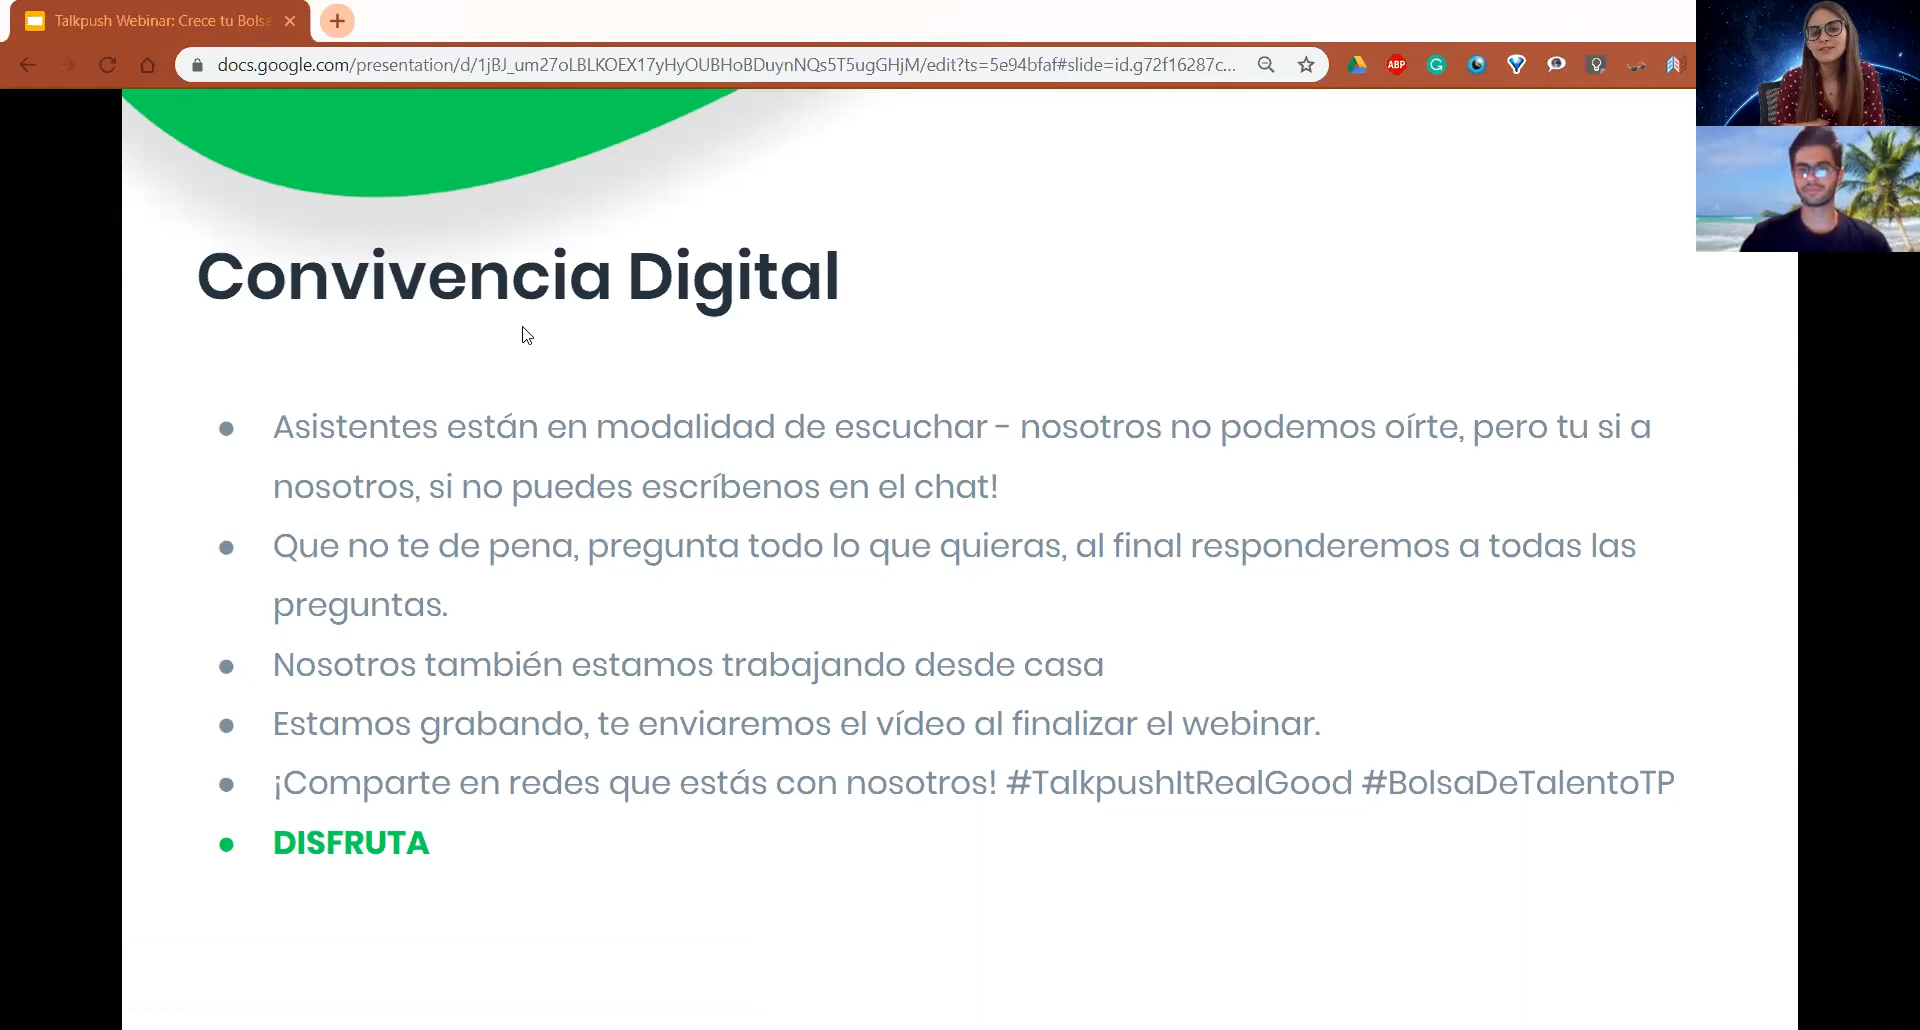 Talkpush Webinar: Crece tu Bolsa
docs.google.com/presentation/d/1jBJ_um27oLBLKOEX17yHyOUBHoBDuynNQs5T5ugGHjM/edit?ts=5e94bfaf#slide=id.g72f16287c...
ABP
Convivencia Digital
● Asistentes están en modalidad de escuchar - nosotros no podemos oírte, pero tu si a
nosotros, si no puedes escríbenos en el chat!
● Que no te de pena, pregunta todo lo que quieras, al final responderemos a todas las
preguntas.
● Nosotros también estamos trabajando desde casa
● Estamos grabando, te enviaremos el vídeo al finalizar el webinar.
● ¡Comparte en redes que estás con nosotros! #TalkpushItRealGood #BolsaDeTalentoTP
● DISFRUTA